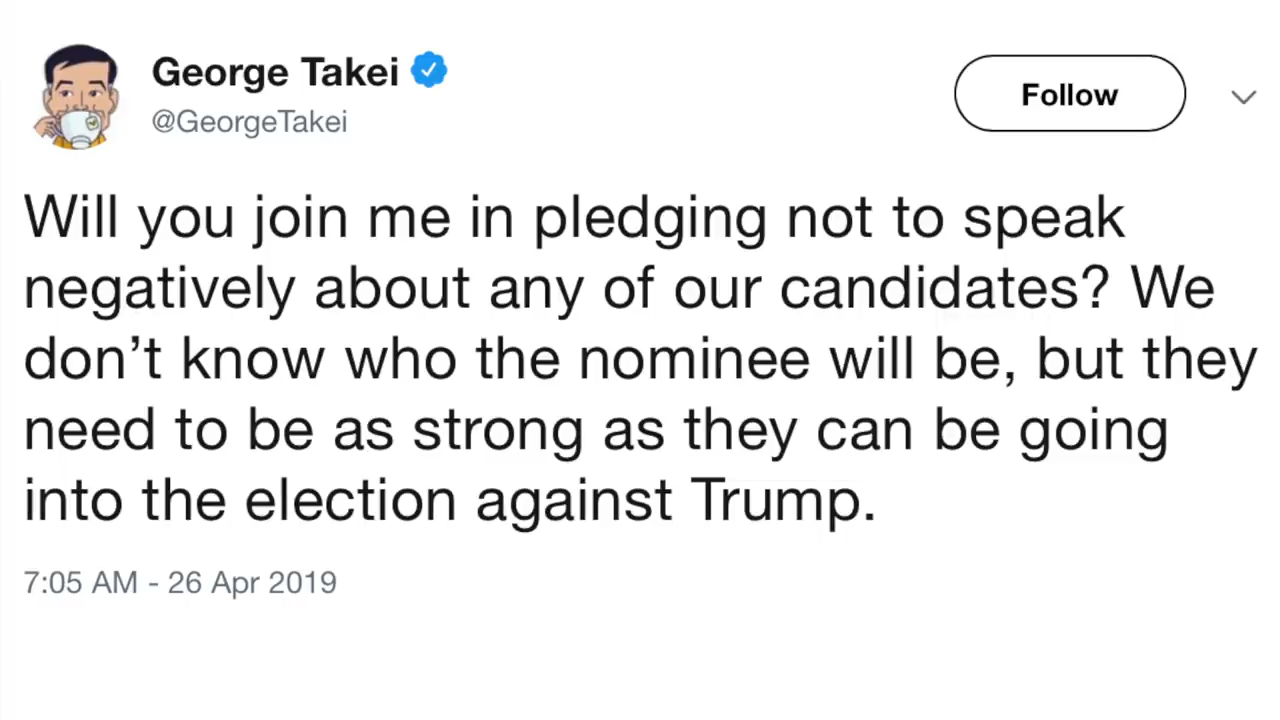 George Takei
@GeorgeTakei
Follow
Will you join me in pledging not to speak
negatively about any of our candidates? We
don’t know who the nominee will be, but they
need to be as strong as they can be going
into the election against Trump.
7:05 AM - 26 Apr 2019